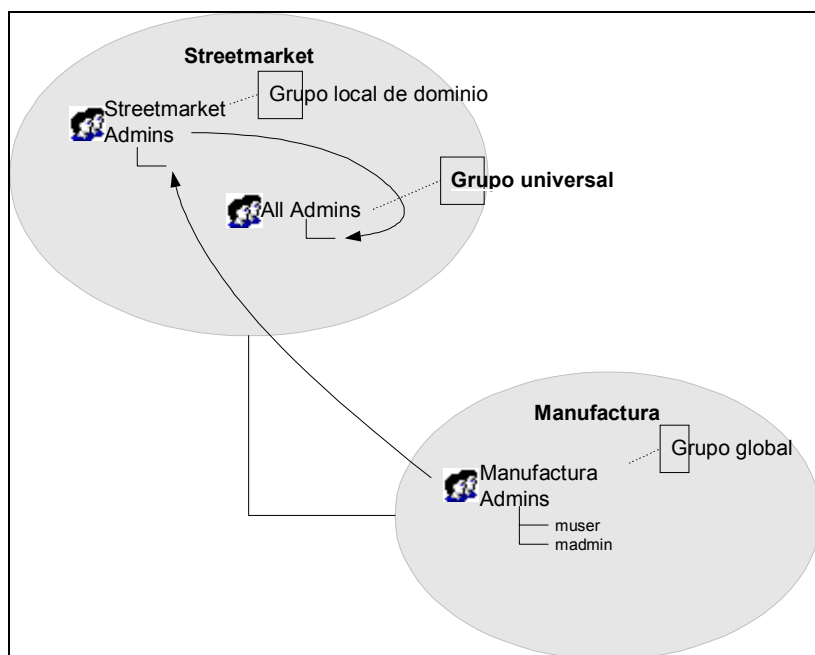 Streetmarket
Grupo local de dominio
Streetmarket
Admins
Grupo universal
All Admins
Manufactura
Grupo global
Manufactura
Admins
muser
madmin